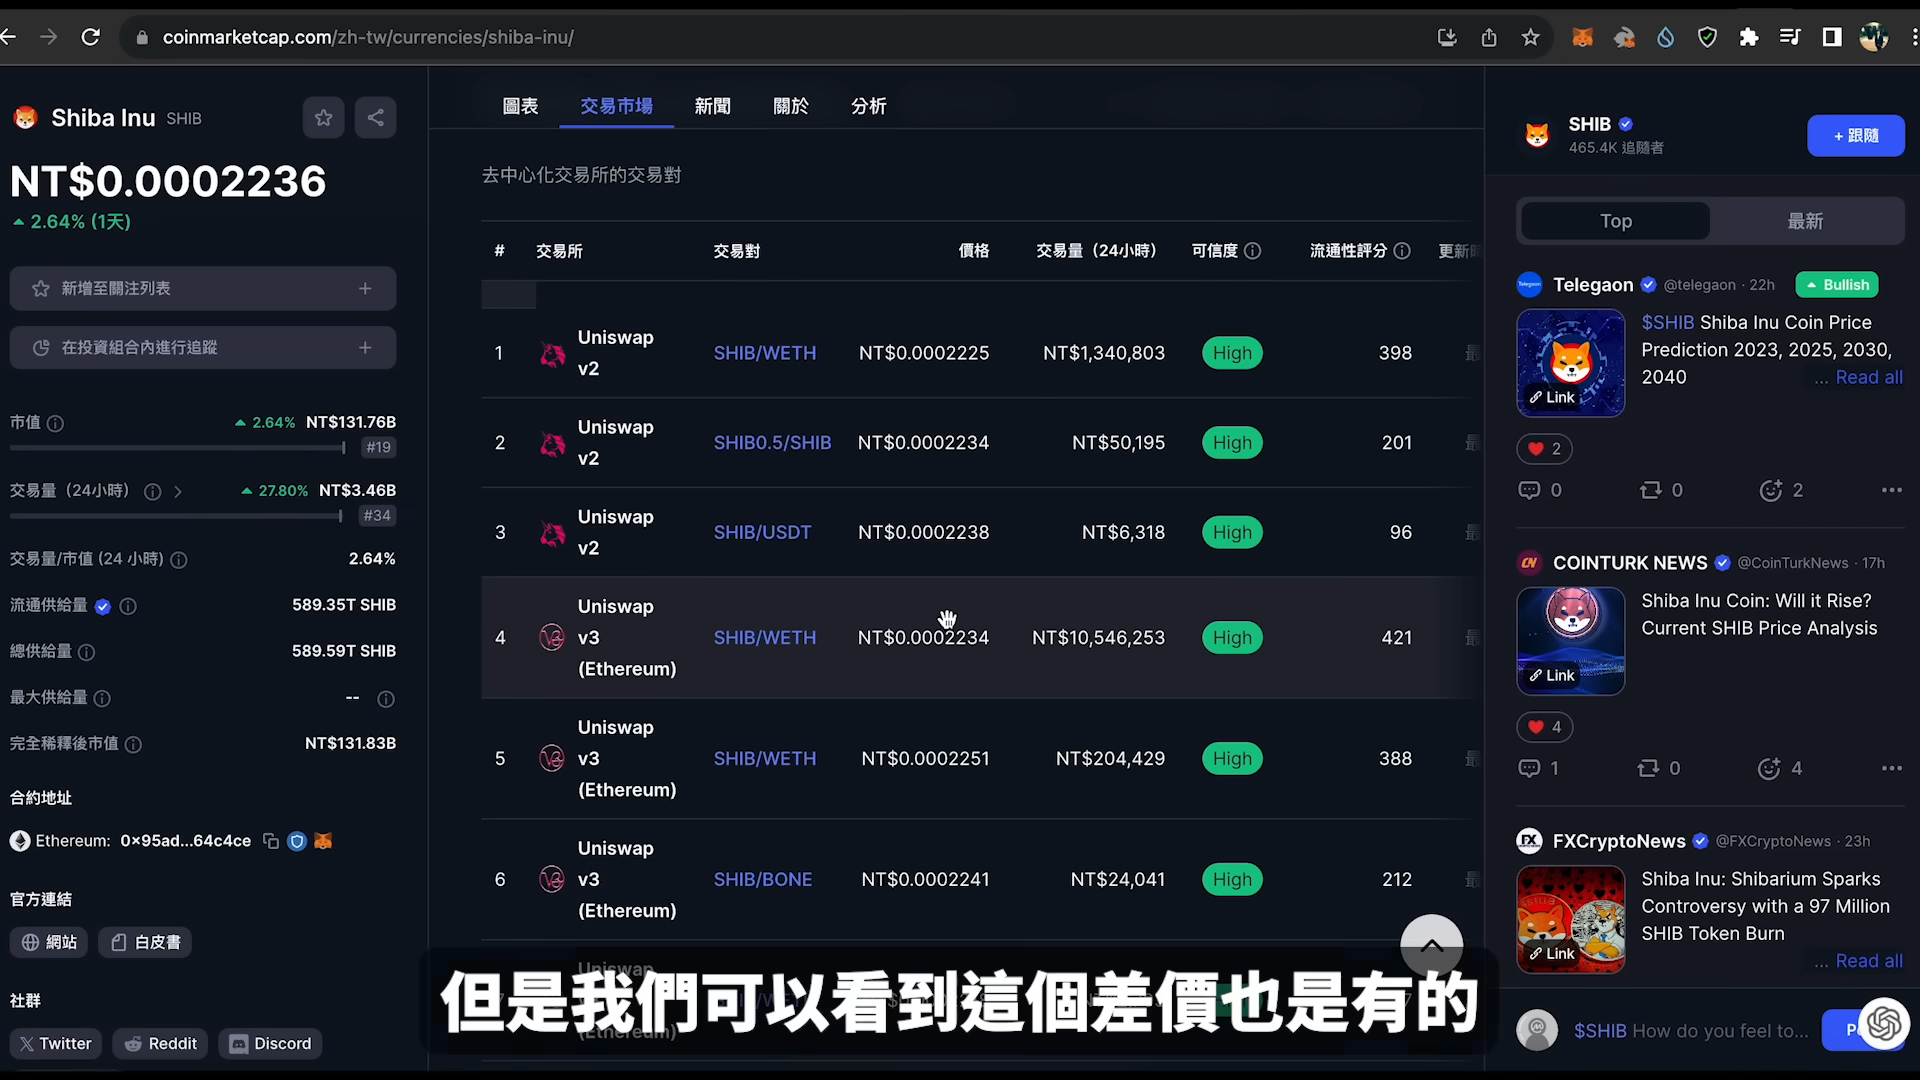 coinmarketcap.com/zh-tw/currencies/shiba-inu/
Shiba Inu SHIB
NT$0.0002236
2.64% (1天)
新增至關注列表
在投資組合內進行追蹤
市值
2.64% NT$131.76B
#19
交易量（24小時）
27.80% NT$3.46B
#34
交易量/市值 (24 小時)
2.64%
流通供給量
589.35T SHIB
總供給量
589.59T SHIB
最大供給量
--
完全稀釋後市值
NT$131.83B
合約地址
Ethereum: 0x95ad...64c4ce
官方連結
網站
白皮書
社群
Twitter
Reddit
Discord
圖表
交易市場
新聞
關於
分析
去中心化交易所的交易對
# 交易所 交易對 價格 交易量（24小時） 可信度 流通性評分 更新時
1 Uniswap v2 SHIB/WETH NT$0.0002225 NT$1,340,803 High 398 最
2 Uniswap v2 SHIB0.5/SHIB NT$0.0002234 NT$50,195 High 201 最
3 Uniswap v2 SHIB/USDT NT$0.0002238 NT$6,318 High 96 最
4 Uniswap v3 (Ethereum) SHIB/WETH NT$0.0002234 NT$10,546,253 High 421 最
5 Uniswap v3 (Ethereum) SHIB/WETH NT$0.0002251 NT$204,429 High 388 最
6 Uniswap v3 (Ethereum) SHIB/BONE NT$0.0002241 NT$24,041 High 212 最
Uniswap
(Ethereum)
但是我們可以看到這個差價也是有的
SHIB
465.4K 追隨者
+ 跟隨
Top
最新
Telegaon @telegaon · 22h Bullish
$SHIB Shiba Inu Coin Price
Prediction 2023, 2025, 2030,
2040
... Read all
Link
2
0 0 2
COINTURK NEWS @CoinTurkNews · 17h
Shiba Inu Coin: Will it Rise?
Current SHIB Price Analysis
Link
4
1 0 4
FXCryptoNews @FXCryptoNews · 23h
Shiba Inu: Shibarium Sparks
Controversy with a 97 Million
SHIB Token Burn
... Read all
Link
$SHIB How do you feel to...